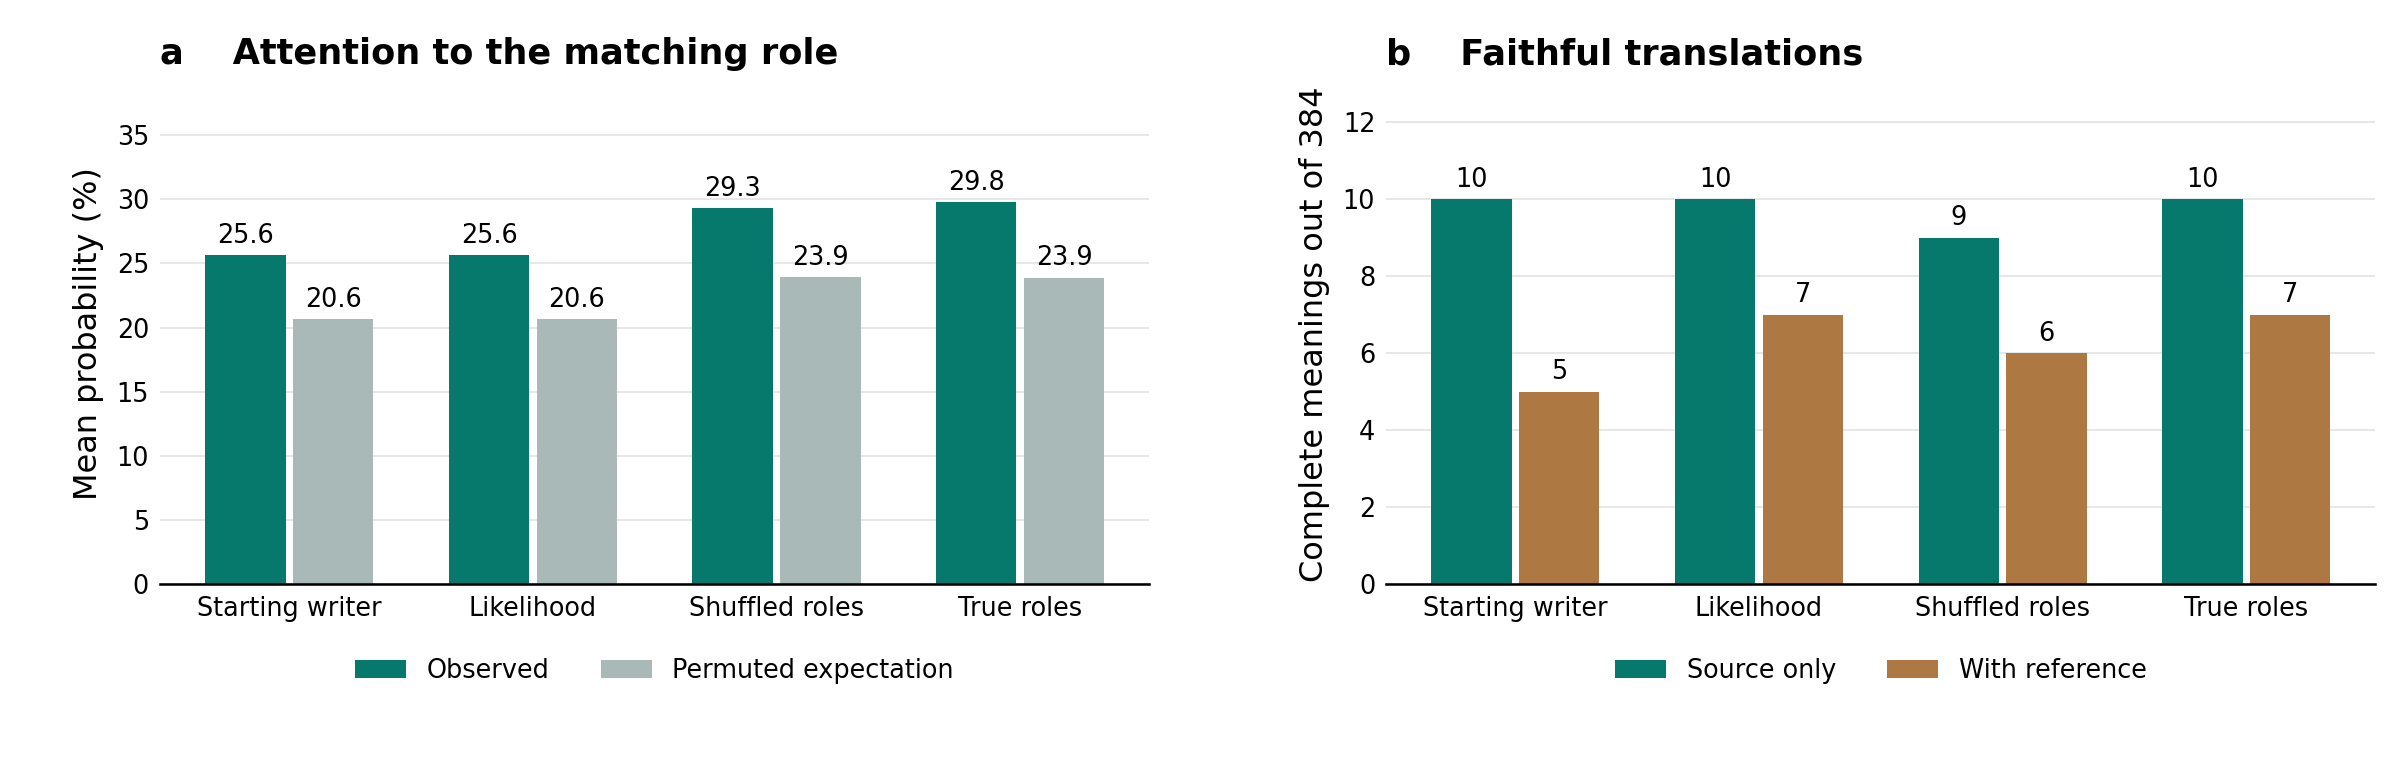 a Attention to the matching role
Mean probability (%)
35
30
25
20
15
10
5
0
25.6
20.6
25.6
20.6
29.3
23.9
29.8
23.9
Starting writer
Likelihood
Shuffled roles
True roles
Observed
Permuted expectation
b Faithful translations
Complete meanings out of 384
12
10
8
6
4
2
0
10
5
10
7
9
6
10
7
Starting writer
Likelihood
Shuffled roles
True roles
Source only
With reference